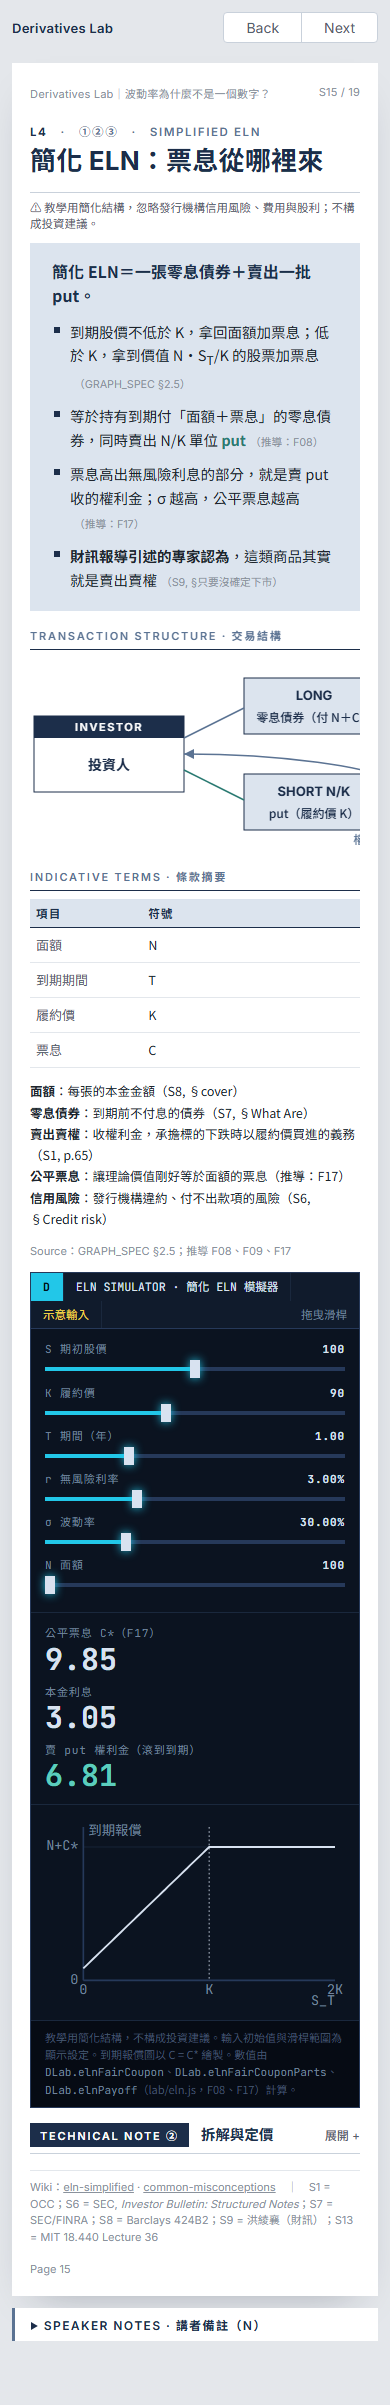 Derivatives Lab
Back
Next
Derivatives Lab｜波動率為什麼不是一個數字？
S15 / 19
L4 · ①②③ · SIMPLIFIED ELN
簡化 ELN：票息從哪裡來
⚠ 教學用簡化結構，忽略發行機構信用風險、費用與股利；不構
成投資建議。
簡化 ELN＝一張零息債券＋賣出一批
put。
到期股價不低於 K，拿回面額加票息；低
於 K，拿到價值 N・S_T/K 的股票加票息
（GRAPH_SPEC §2.5）
等於持有到期付「面額＋票息」的零息債
券，同時賣出 N/K 單位 put （推導：F08）
票息高出無風險利息的部分，就是賣 put
收的權利金；σ 越高，公平票息越高
（推導：F17）
財訊報導引述的專家認為，這類商品其實
就是賣出賣權 （S9, §只要沒確定下市）
TRANSACTION STRUCTURE · 交易結構
LONG
零息債券（付 N＋C
INVESTOR
投資人
SHORT N/K
put（履約價 K）
INDICATIVE TERMS · 條款摘要
項目 符號
面額 N
到期期間 T
履約價 K
票息 C
面額：每張的本金金額（S8, §cover）
零息債券：到期前不付息的債券（S7, §What Are）
賣出賣權：收權利金，承擔標的下跌時以履約價買進的義務
（S1, p.65）
公平票息：讓理論價值剛好等於面額的票息（推導：F17）
信用風險：發行機構違約、付不出款項的風險（S6,
§Credit risk）
Source：GRAPH_SPEC §2.5；推導 F08、F09、F17
D ELN SIMULATOR · 簡化 ELN 模擬器
示意輸入 拖曳滑桿
S 期初股價 100
K 履約價 90
T 期間（年） 1.00
r 無風險利率 3.00%
σ 波動率 30.00%
N 面額 100
公平票息 C*（F17）
9.85
本金利息
3.05
賣 put 權利金（滾到到期）
6.81
到期報償
N+C*
0
0 K 2K
S_T
教學用簡化結構，不構成投資建議。輸入初始值與滑桿範圍為
顯示設定。到期報償圖以 C＝C* 繪製。數值由
DLab.elnFairCoupon、DLab.elnFairCouponParts、
DLab.elnPayoff（lab/eln.js，F08、F17）計算。
TECHNICAL NOTE ② 拆解與定價 展開 +
Wiki：eln-simplified · common-misconceptions ｜ S1 =
OCC；S6 = SEC, Investor Bulletin: Structured Notes；S7 =
SEC/FINRA；S8 = Barclays 424B2；S9 = 洪綾襄（財訊）；S13
= MIT 18.440 Lecture 36
Page 15
▶ SPEAKER NOTES · 講者備註（N）